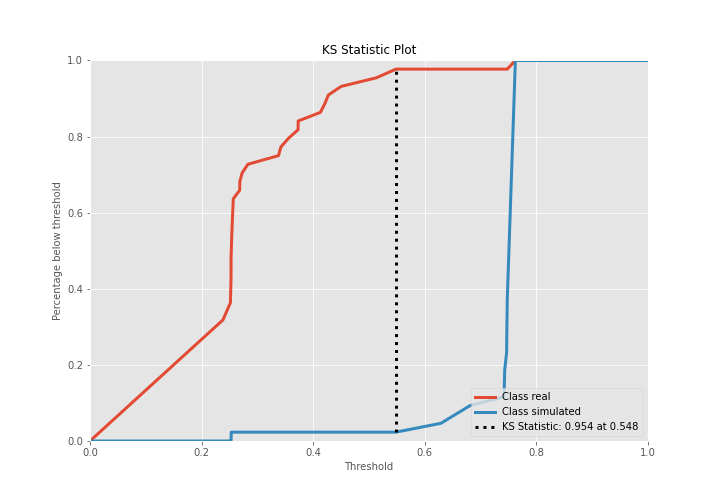 KS Statistic Plot
1.0
0.8
0.6
0.4
0.2
0.0
Percentage below threshold
0.0 0.2 0.4 0.6 0.8 1.0
Threshold
Class real
Class simulated
KS Statistic: 0.954 at 0.548